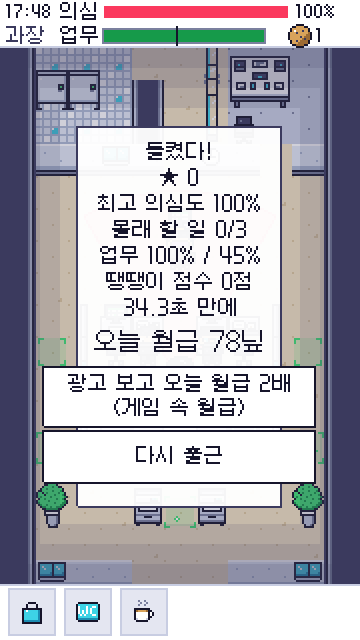 17:48 의심 100%
과장 업무 1
들켰다!
★ 0
최고 의심도 100%
몰래 할 일 0/3
업무 100% / 45%
땡땡이 점수 0점
34.3초 만에
오늘 월급 78닢
광고 보고 오늘 월급 2배
(게임 속 월급)
다시 출근
WC